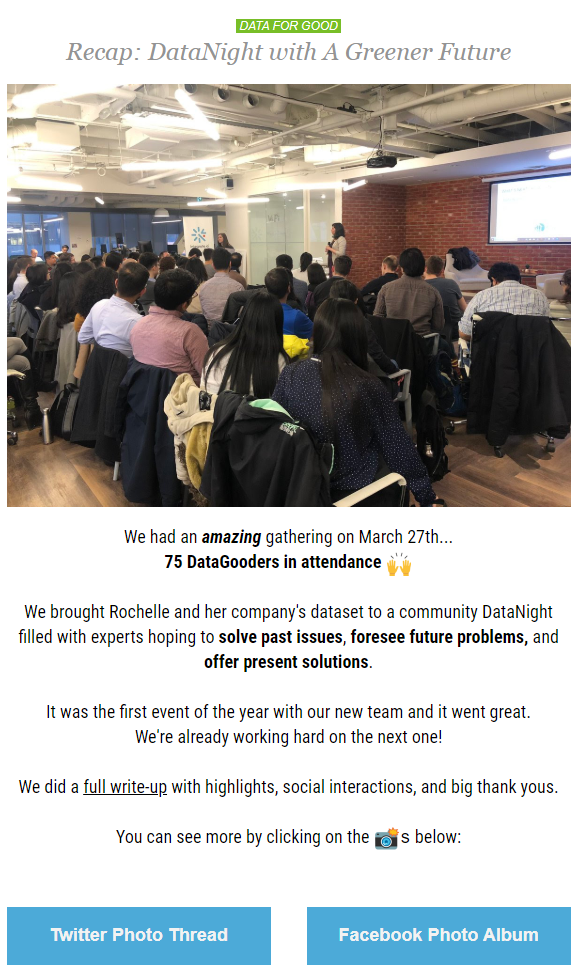 DATA FOR GOOD
Recap: DataNight with A Greener Future
We had an amazing gathering on March 27th...
75 DataGooders in attendance 🙌
We brought Rochelle and her company's dataset to a community DataNight
filled with experts hoping to solve past issues, foresee future problems, and
offer present solutions.
It was the first event of the year with our new team and it went great.
We're already working hard on the next one!
We did a full write-up with highlights, social interactions, and big thank yous.
You can see more by clicking on the 📸s below:
Twitter Photo Thread
Facebook Photo Album